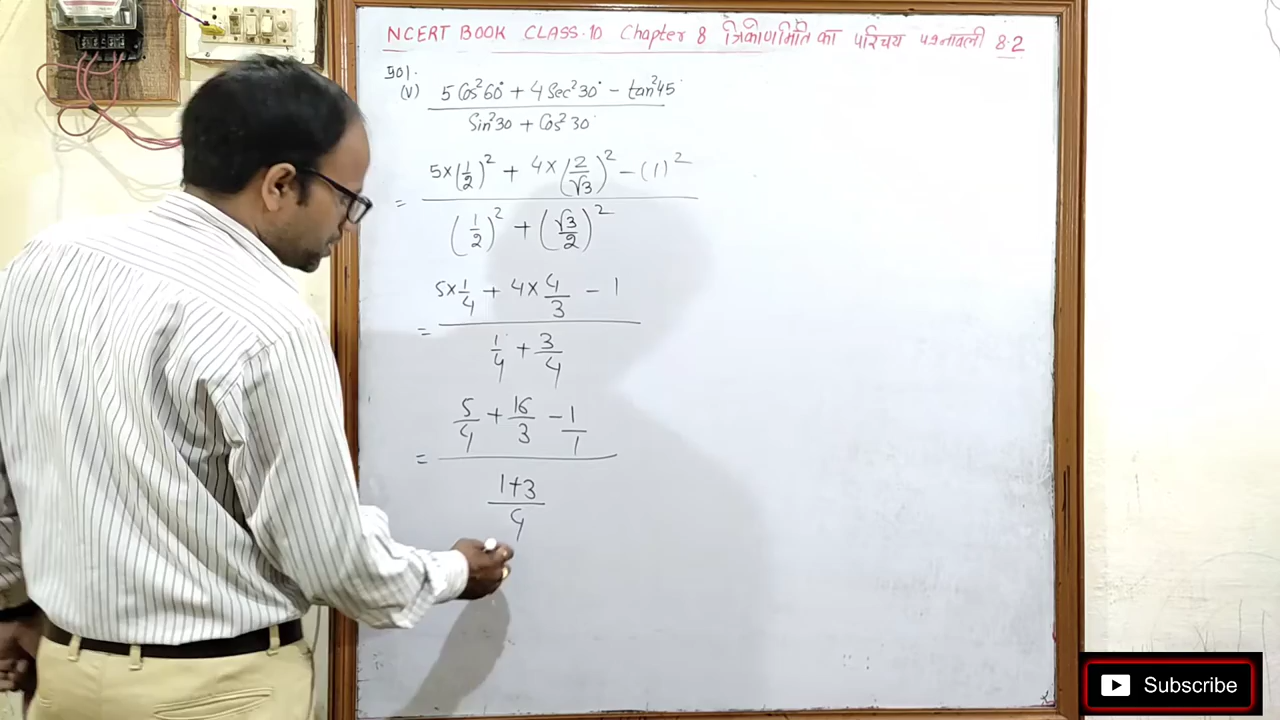 NCERT BOOK CLASS.10 Chapter 8 त्रिकोणमिति का परिचय प्रश्नावली 8.2
(V) 5 Cos²60° + 4 Sec²30° - tan²45°
Sin²30 + Cos²30°
5×(1/2)² + 4×(2/√3)² - (1)²
=
(1/2)² + (√3/2)²
5×1/4 + 4×4/3 - 1
=
1/4 + 3/4
5/4 + 16/3 - 1/1
=
1+3
4
Subscribe